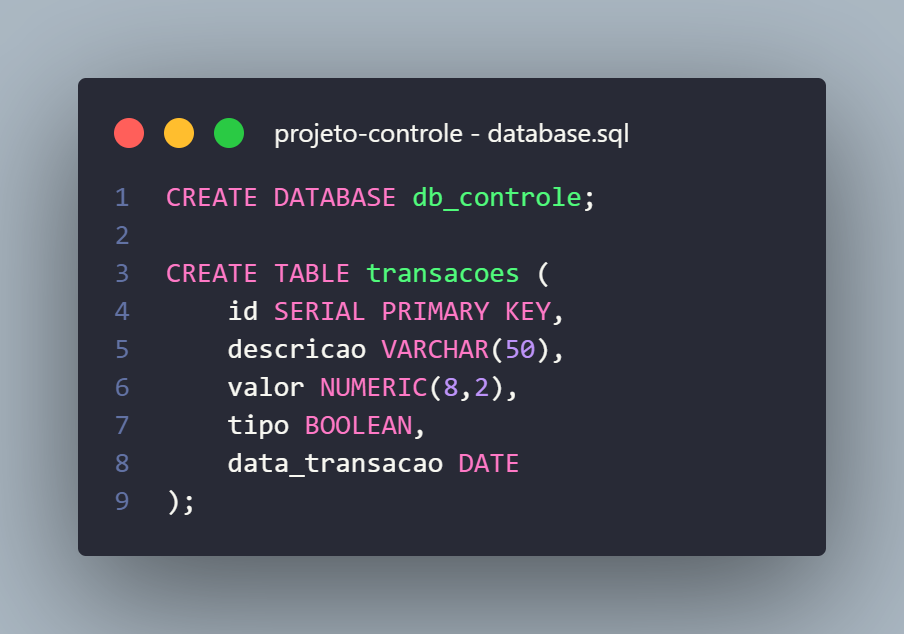 projeto-controle - database.sql
1 CREATE DATABASE db_controle;
2
3 CREATE TABLE transacoes (
4     id SERIAL PRIMARY KEY,
5     descricao VARCHAR(50),
6     valor NUMERIC(8,2),
7     tipo BOOLEAN,
8     data_transacao DATE
9 );